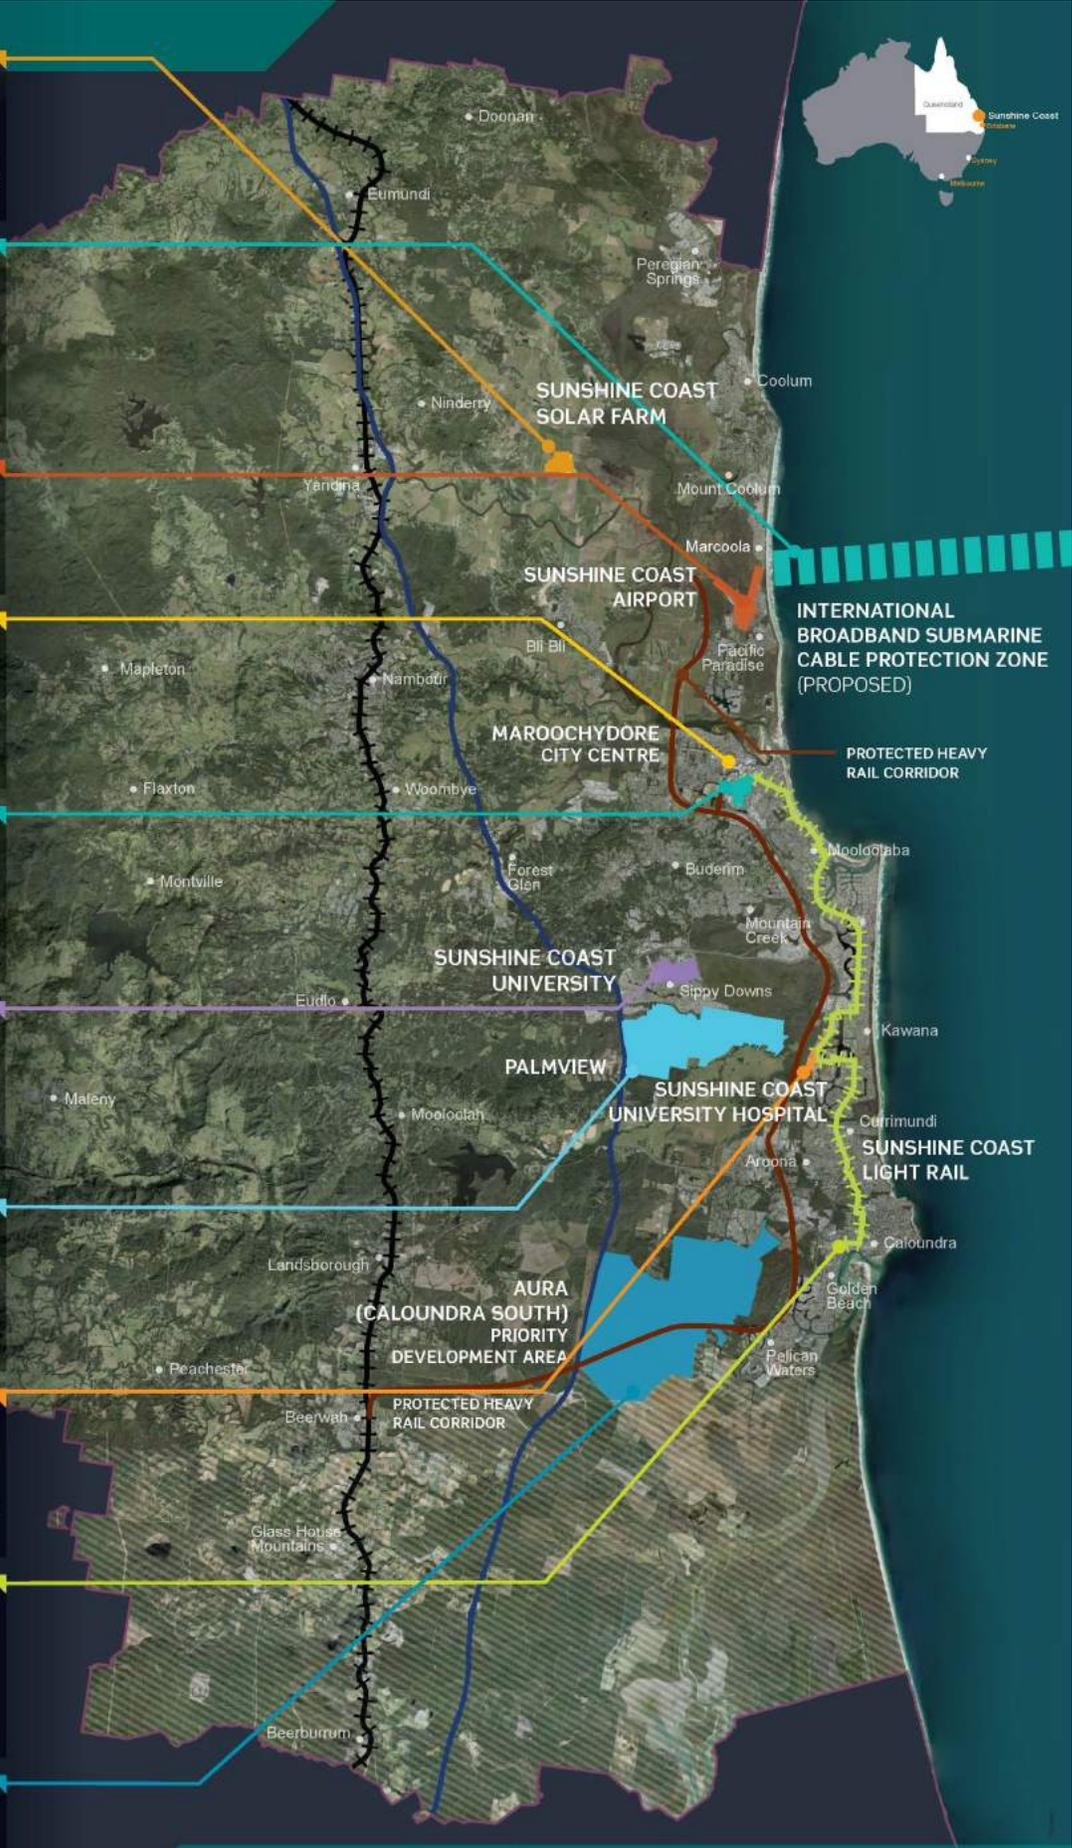 Queensland
Sunshine Coast
Brisbane
Sydney
Melbourne
Doonan
Eumundi
Peregian
Springs
Coolum
Ninderry
SUNSHINE COAST
SOLAR FARM
Yandina
Mount Coolum
Marcoola
SUNSHINE COAST
AIRPORT
INTERNATIONAL
BROADBAND SUBMARINE
CABLE PROTECTION ZONE
(PROPOSED)
Bli Bli
Pacific
Paradise
Mapleton
Nambour
MAROOCHYDORE
CITY CENTRE
PROTECTED HEAVY
RAIL CORRIDOR
Flaxton
Woombye
Mooloolaba
Forest
Glen
Buderim
Montville
Mountain
Creek
SUNSHINE COAST
UNIVERSITY
Sippy Downs
Eudlo
Kawana
PALMVIEW
SUNSHINE COAST
UNIVERSITY HOSPITAL
Maleny
Mooloolah
Currimundi
SUNSHINE COAST
LIGHT RAIL
Aroona
Caloundra
Landsborough
Golden
Beach
AURA
(CALOUNDRA SOUTH)
PRIORITY
DEVELOPMENT AREA
Pelican
Waters
Peachester
PROTECTED HEAVY
RAIL CORRIDOR
Beerwah
Glass House
Mountains
Beerburrum